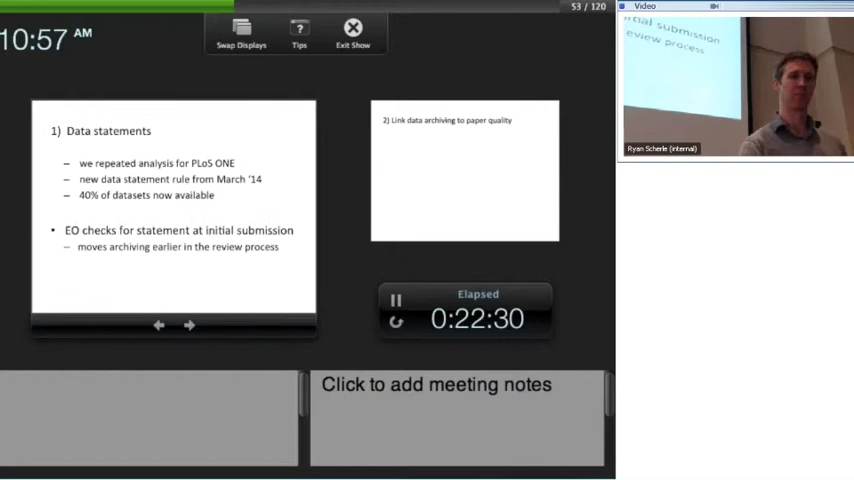 53 / 120
10:57 AM
Swap Displays
Tips
Exit Show
1) Data statements
– we repeated analysis for PLoS ONE
– new data statement rule from March '14
– 40% of datasets now available
• EO checks for statement at initial submission
– moves archiving earlier in the review process
2) Link data archiving to paper quality
Elapsed
0:22:30
Click to add meeting notes
Video
initial submission
review process
Ryan Scherle (internal)